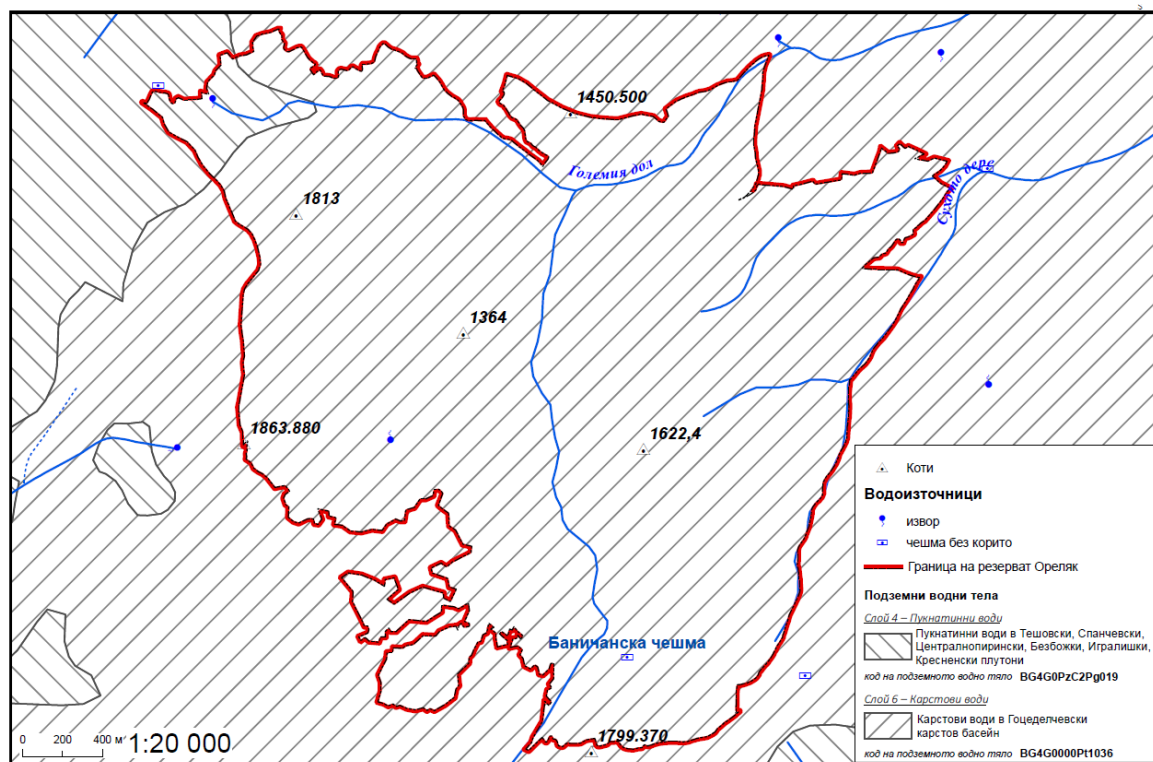 1450.500
Големия дол
Сухото дере
1813
1364
1863.880
1622,4
Баничанска чешма
1799.370
0 200 400 м
1:20 000
Коти
Водоизточници
извор
чешма без корито
Граница на резерват Ореляк
Подземни водни тела
Слой 4 – Пукнатинни води
Пукнатинни води в Тешовски, Спанчевски,
Централнопирински, Безбожки, Игралишки,
Кресненски плутони
код на подземното водно тяло BG4G0PzC2Pg019
Слой 6 – Карстови води
Карстови води в Гоцеделчевски
карстов басейн
код на подземното водно тяло BG4G0000Pt1036